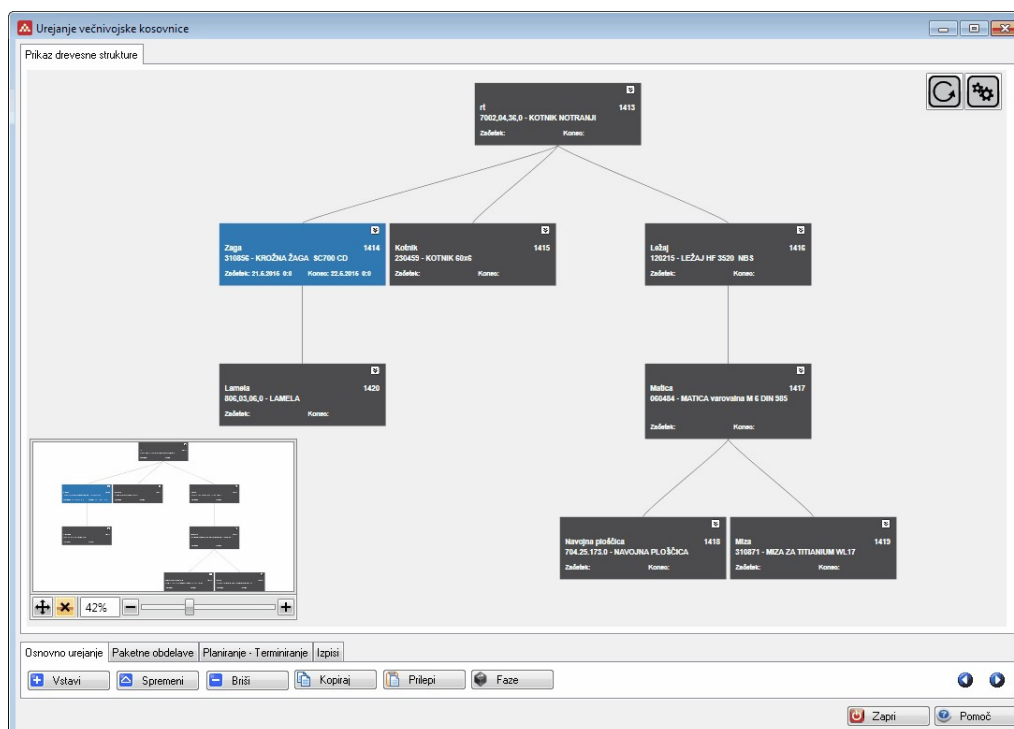 Urejanje večnivojske kosovnice
Prikaz drevesne strukture
rf 1413
7002,04,36,0 - KOTNIK NOTRANJI
Začetek: Konec:
Zaga 1414
310856 - KROŽNA ŽAGA SC700 CD
Začetek: 21.6.2016 0:0 Konec: 22.6.2016 0:0
Kotnik 1415
230459 - KOTNIK 60x6
Začetek: Konec:
Ležaj 1416
120215 - LEŽAJ HF 3520 NBS
Začetek: Konec:
Lamela 1420
806,03,06,0 - LAMELA
Začetek: Konec:
Matica 1417
060484 - MATICA varovalna M 6 DIN 985
Začetek: Konec:
Navojna ploščica 1418
704.25.173.0 - NAVOJNA PLOŠČICA
Začetek: Konec:
Miza 1419
310871 - MIZA ZA TITIANIUM WL17
Začetek: Konec:
42%
Osnovno urejanje Paketne obdelave Planiranje - Terminiranje Izpisi
Vstavi Spremeni Briši Kopiraj Prilepi Faze
Zapri Pomoč